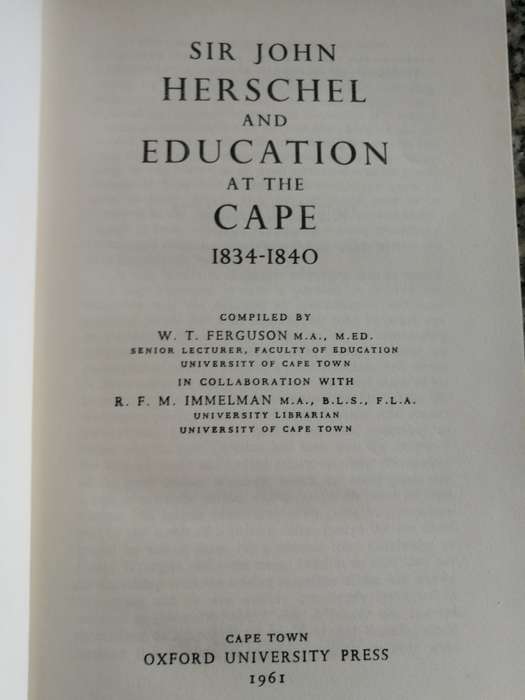 SIR JOHN
HERSCHEL
AND
EDUCATION
AT THE
CAPE
1834-1840
COMPILED BY
W. T. FERGUSON M.A., M.ED.
SENIOR LECTURER, FACULTY OF EDUCATION
UNIVERSITY OF CAPE TOWN
IN COLLABORATION WITH
R. F. M. IMMELMAN M.A., B.L.S., F.L.A.
UNIVERSITY LIBRARIAN
UNIVERSITY OF CAPE TOWN
CAPE TOWN
OXFORD UNIVERSITY PRESS
1961